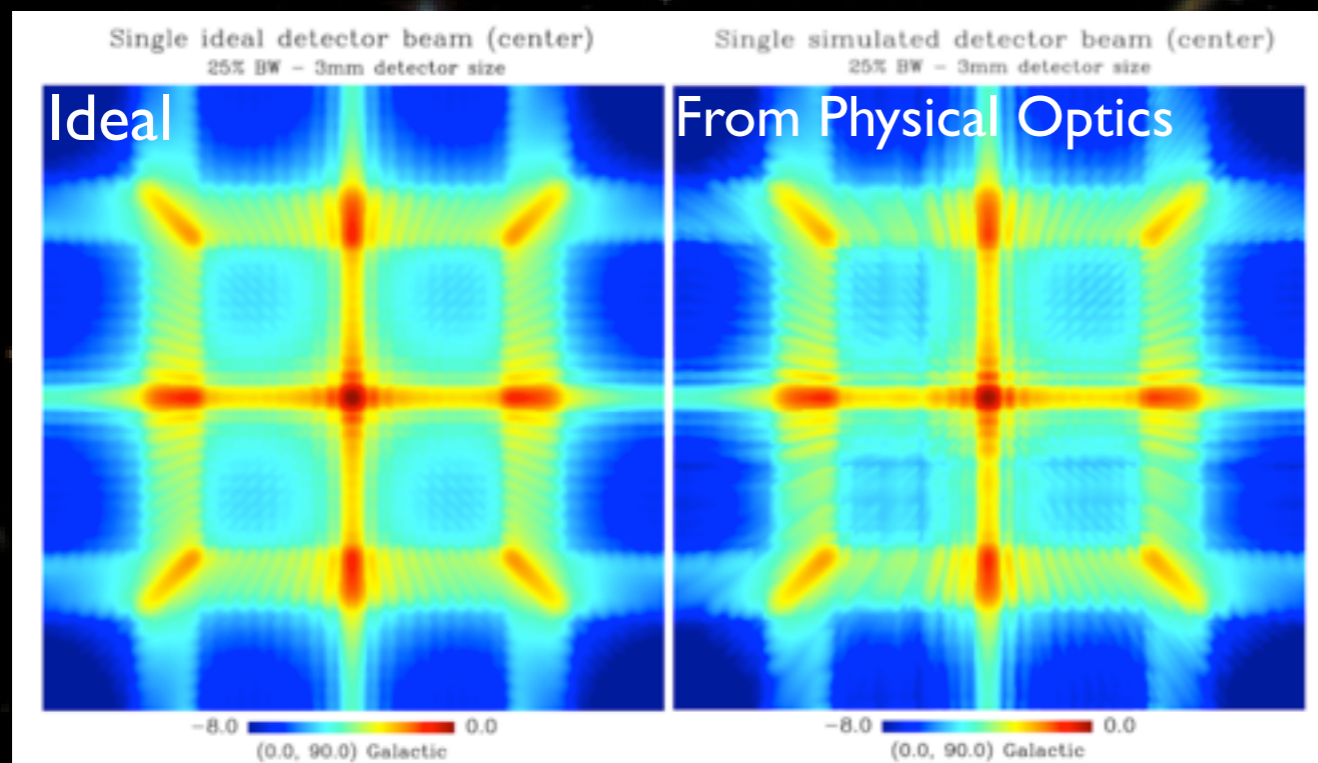 Single ideal detector beam (center)
25% BW − 3mm detector size
Ideal
−8.0 0.0
(0.0, 90.0) Galactic
Single simulated detector beam (center)
25% BW − 3mm detector size
From Physical Optics
−8.0 0.0
(0.0, 90.0) Galactic